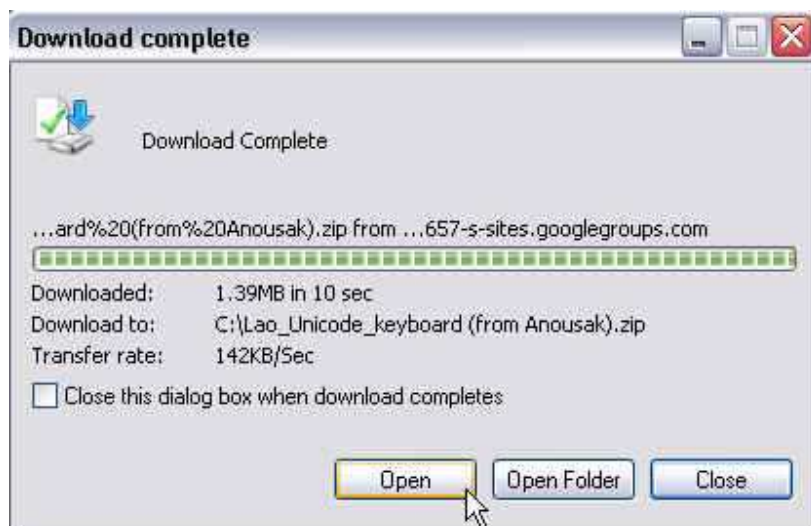 Download complete
Download Complete
...ard%20(from%20Anousak).zip from ...657-s-sites.googlegroups.com
Downloaded: 1.39MB in 10 sec
Download to: C:\Lao_Unicode_keyboard (from Anousak).zip
Transfer rate: 142KB/Sec
Close this dialog box when download completes
Open Open Folder Close